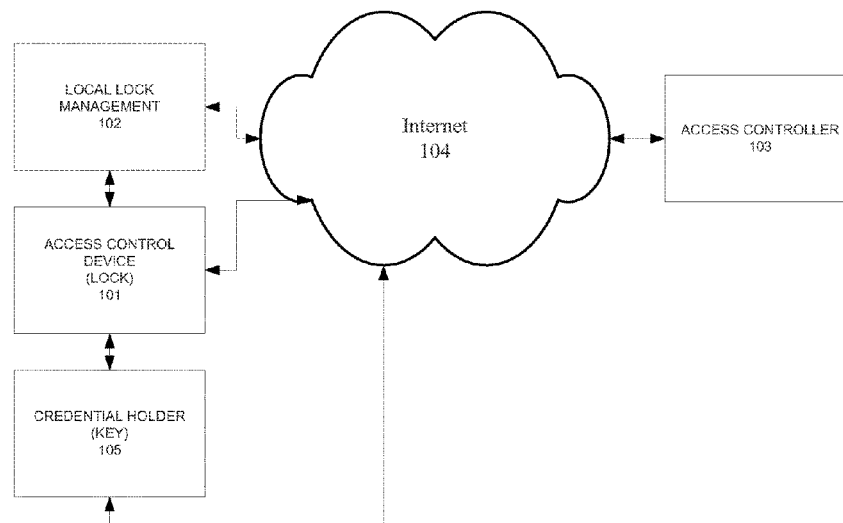 LOCAL LOCK
MANAGEMENT
102
Internet
104
ACCESS CONTROLLER
103
ACCESS CONTROL
DEVICE
(LOCK)
101
CREDENTIAL HOLDER
(KEY)
105